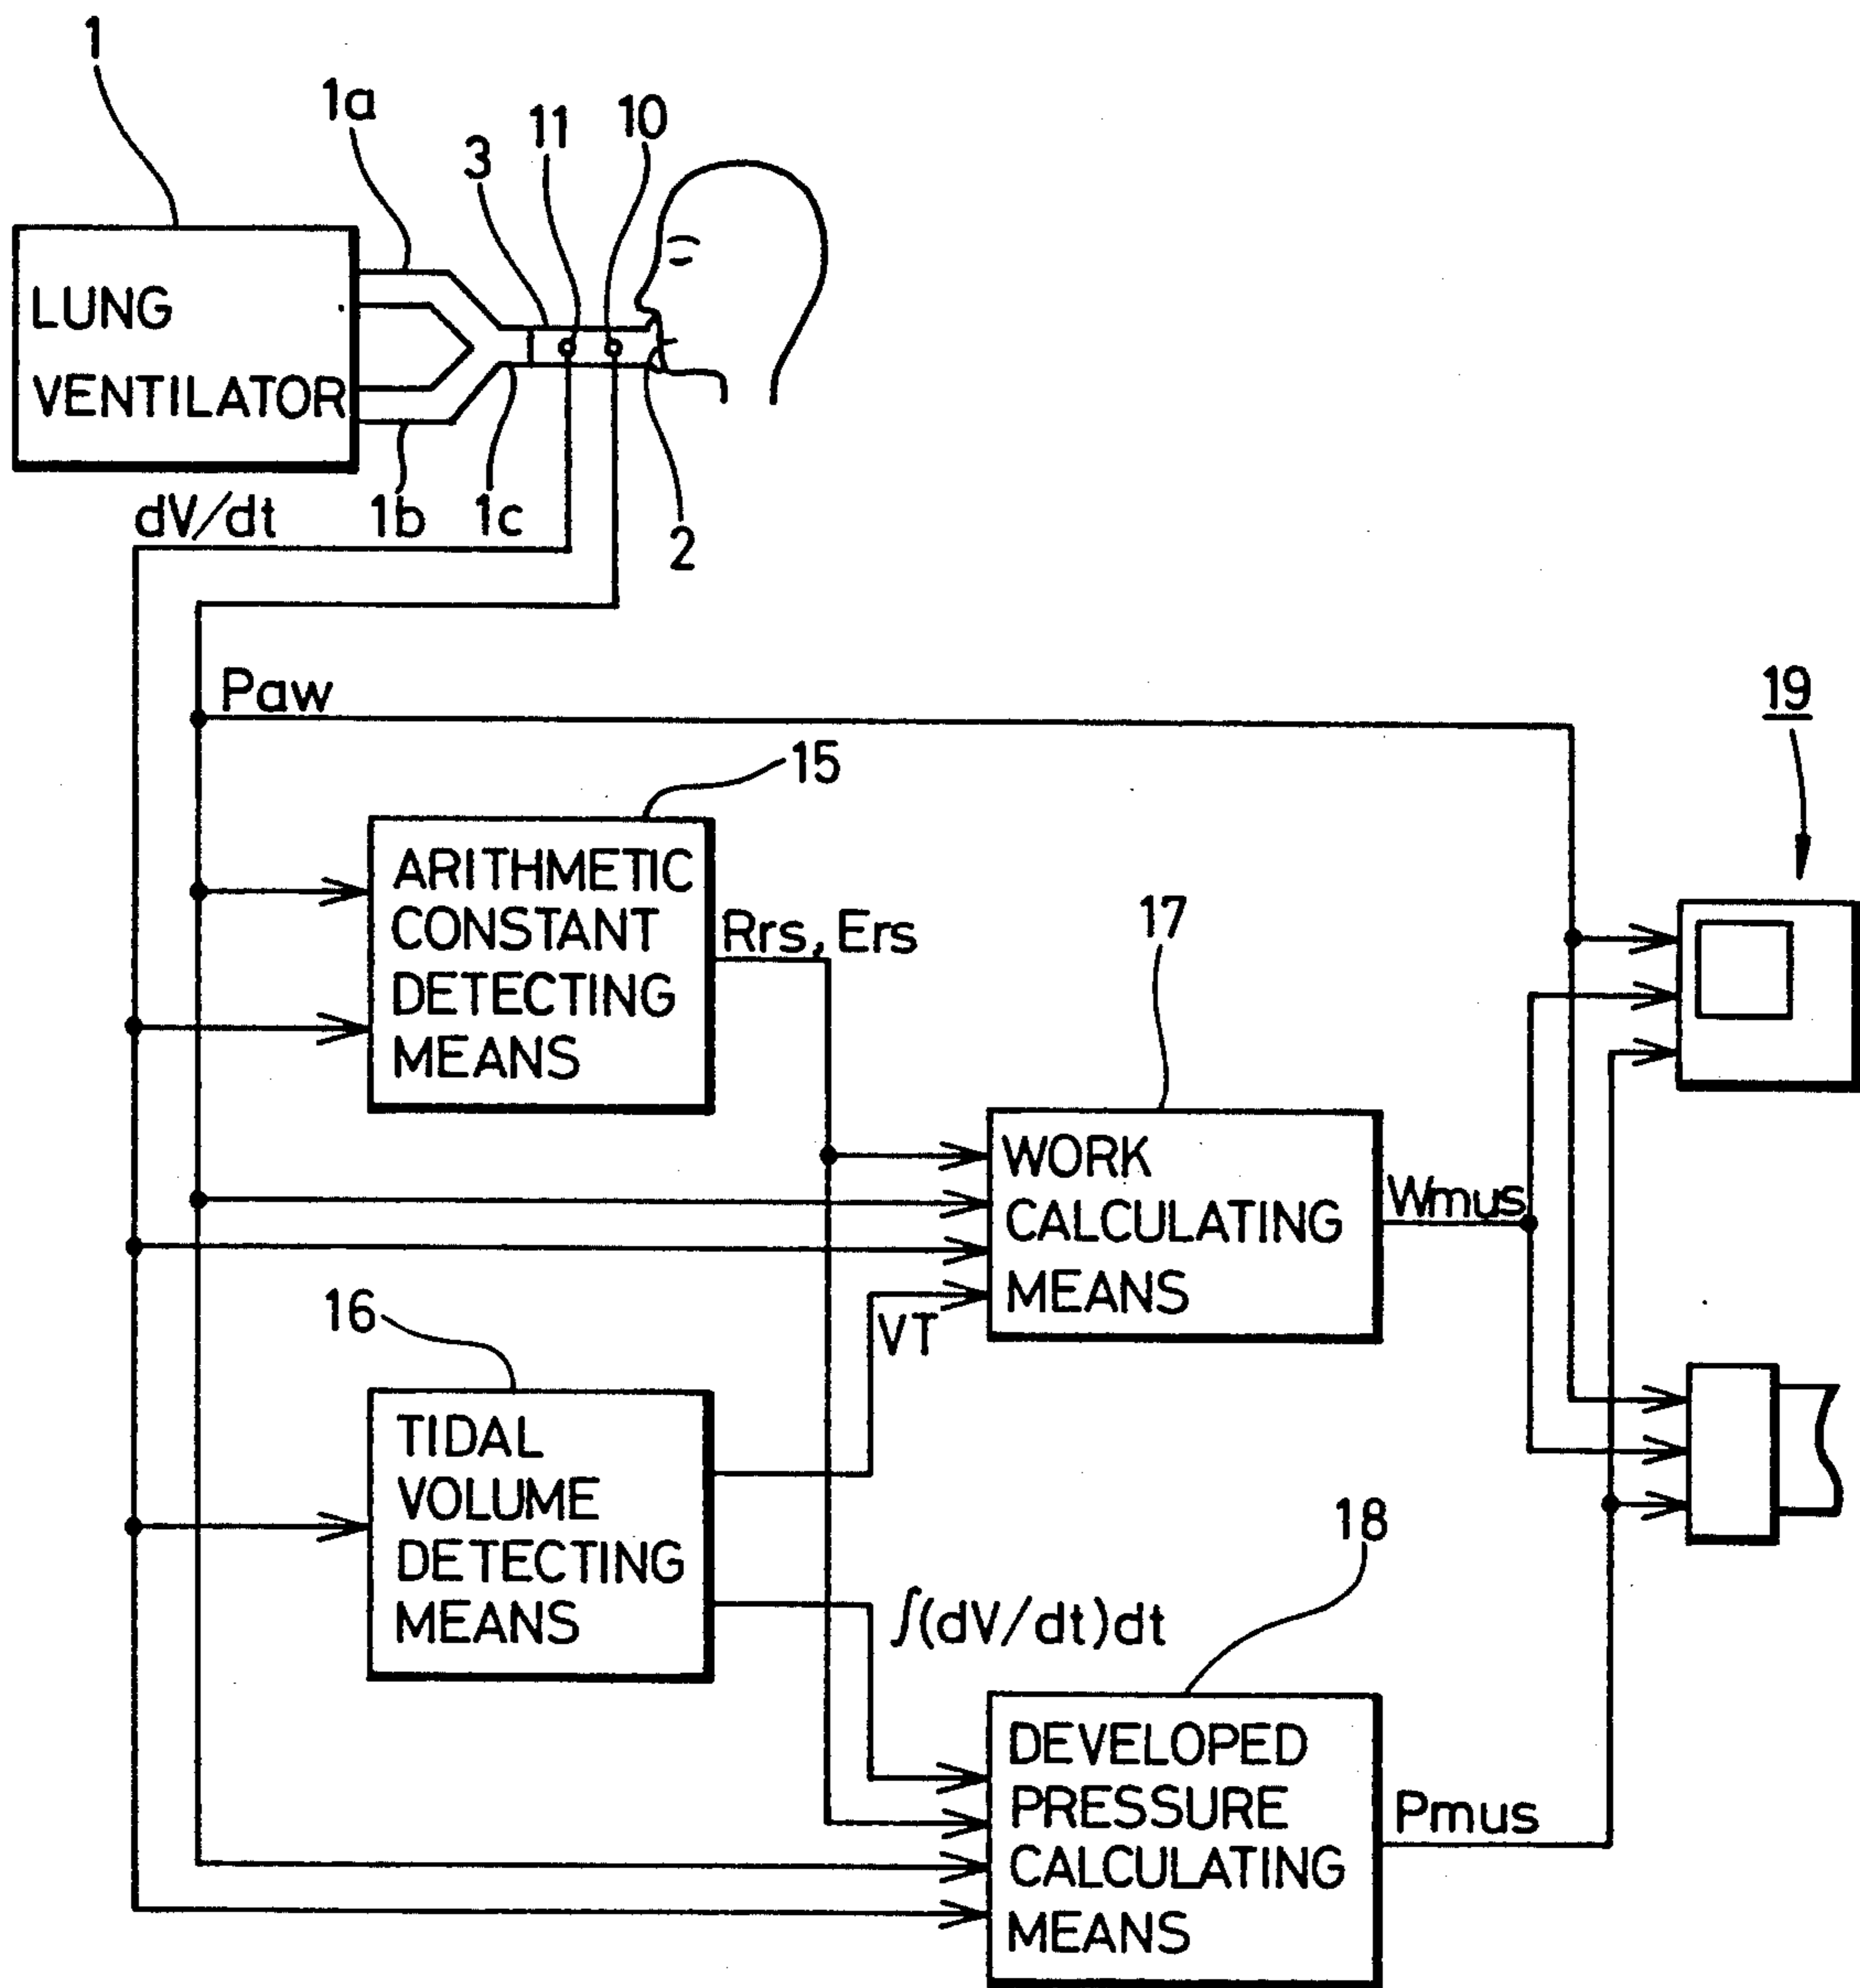 1
1a
11
10
3
LUNG
VENTILATOR
dV/dt
1b
1c
2
Paw
19
15
ARITHMETIC
CONSTANT
DETECTING
MEANS
Rrs, Ers
17
WORK
CALCULATING
MEANS
Wmus
VT
16
TIDAL
VOLUME
DETECTING
MEANS
∫(dV/dt)dt
18
DEVELOPED
PRESSURE
CALCULATING
MEANS
Pmus